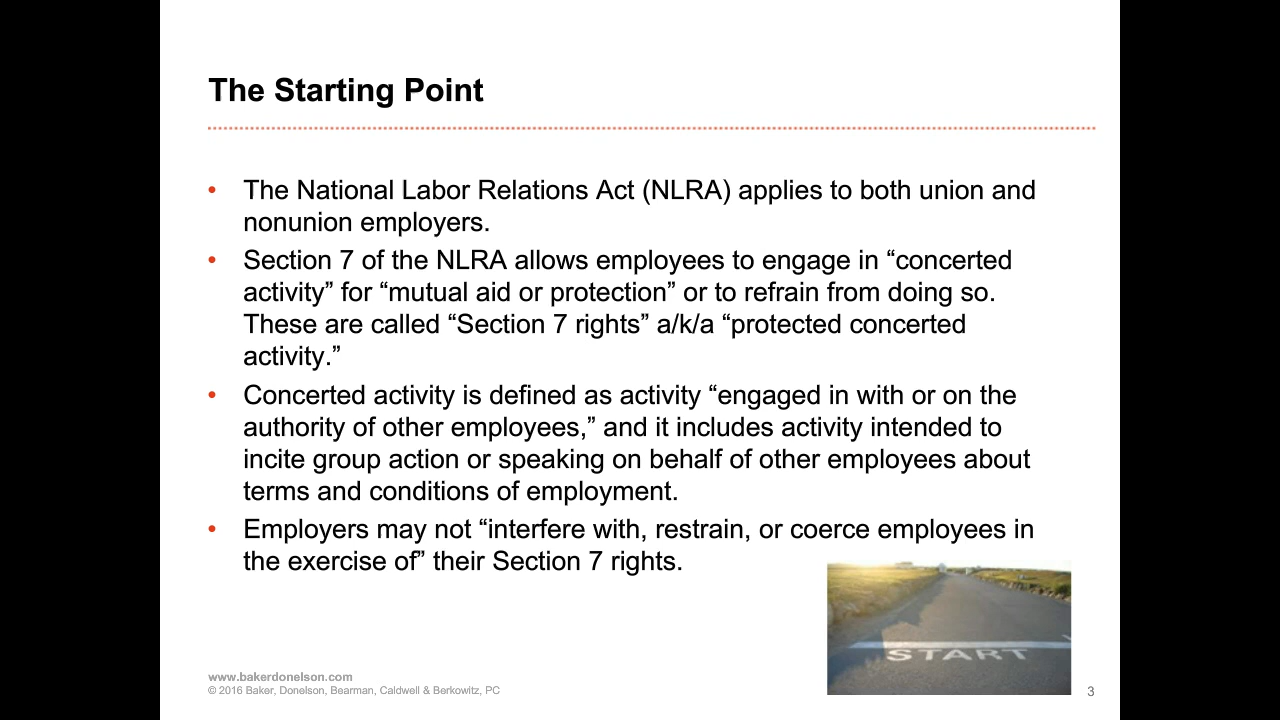 The Starting Point
• The National Labor Relations Act (NLRA) applies to both union and
nonunion employers.
• Section 7 of the NLRA allows employees to engage in “concerted
activity” for “mutual aid or protection” or to refrain from doing so.
These are called “Section 7 rights” a/k/a “protected concerted
activity.”
• Concerted activity is defined as activity “engaged in with or on the
authority of other employees,” and it includes activity intended to
incite group action or speaking on behalf of other employees about
terms and conditions of employment.
• Employers may not “interfere with, restrain, or coerce employees in
the exercise of” their Section 7 rights.
START
www.bakerdonelson.com
© 2016 Baker, Donelson, Bearman, Caldwell & Berkowitz, PC
3